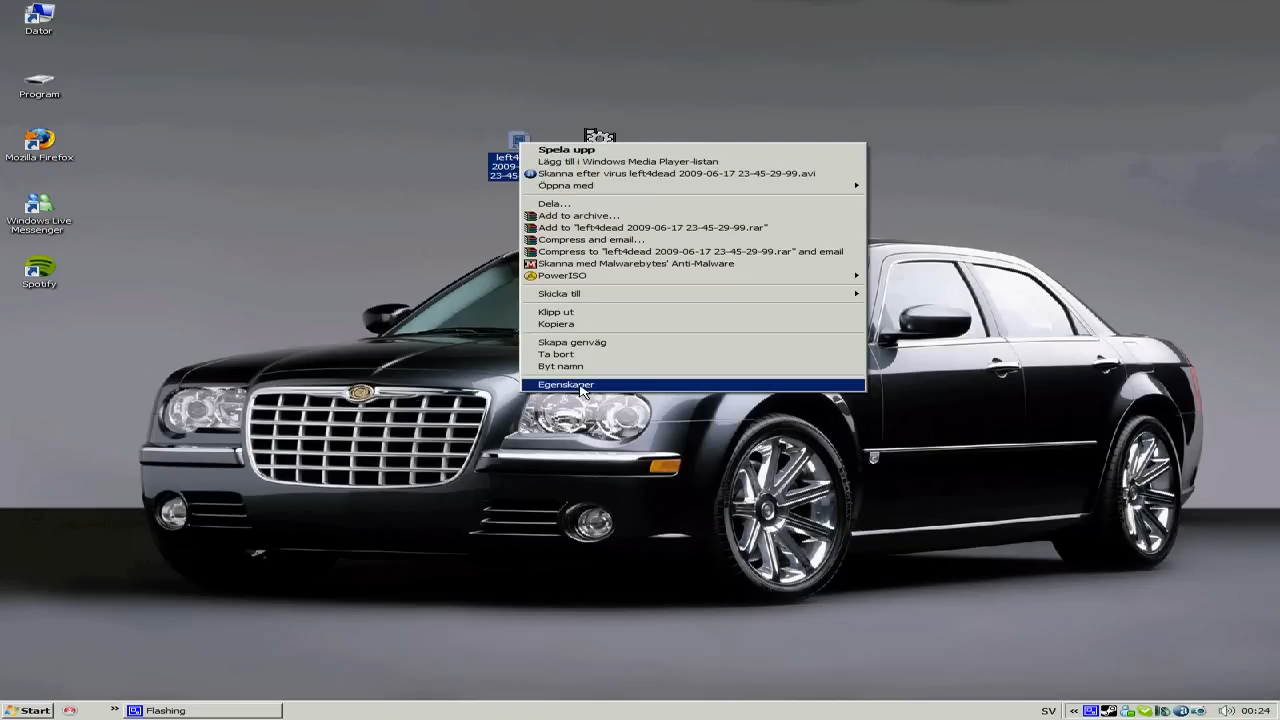 Dator
Program
Mozilla Firefox
Windows Live
Messenger
Spotify
left4
2009-
23-45
Spela upp
Lägg till i Windows Media Player-listan
Skanna efter virus left4dead 2009-06-17 23-45-29-99.avi
Öppna med
Dela...
Add to archive...
Add to "left4dead 2009-06-17 23-45-29-99.rar"
Compress and email...
Compress to "left4dead 2009-06-17 23-45-29-99.rar" and email
Skanna med Malwarebytes' Anti-Malware
PowerISO
Skicka till
Klipp ut
Kopiera
Skapa genväg
Ta bort
Byt namn
Egenskaper
Start
Flashing
SV
00:24